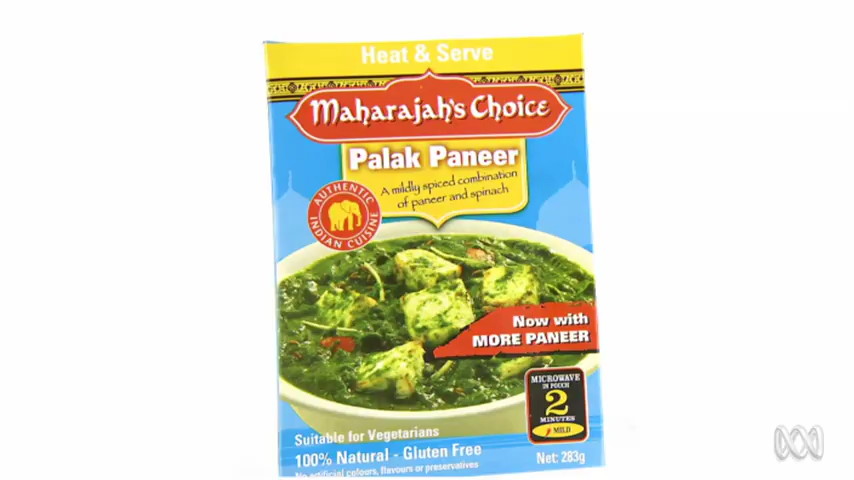 Heat & Serve
Maharajah's Choice
Palak Paneer
A mildly spiced combination
of paneer and spinach
AUTHENTIC
INDIAN CUISINE
Now with
MORE PANEER
MICROWAVE
IN POUCH
2
MINUTES
MILD
Suitable for Vegetarians
100% Natural - Gluten Free
No artificial colours, flavours or preservatives
Net: 283g